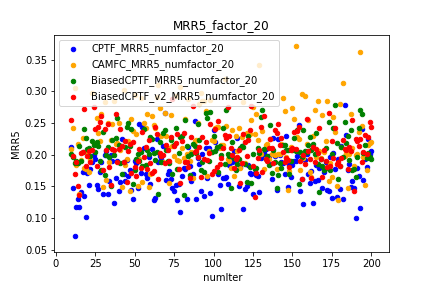 MRR5_factor_20
CPTF_MRR5_numfactor_20
CAMFC_MRR5_numfactor_20
BiasedCPTF_MRR5_numfactor_20
BiasedCPTF_v2_MRR5_numfactor_20
MRR5
0.35
0.30
0.25
0.20
0.15
0.10
0.05
0
25
50
75
100
125
150
175
200
numIter